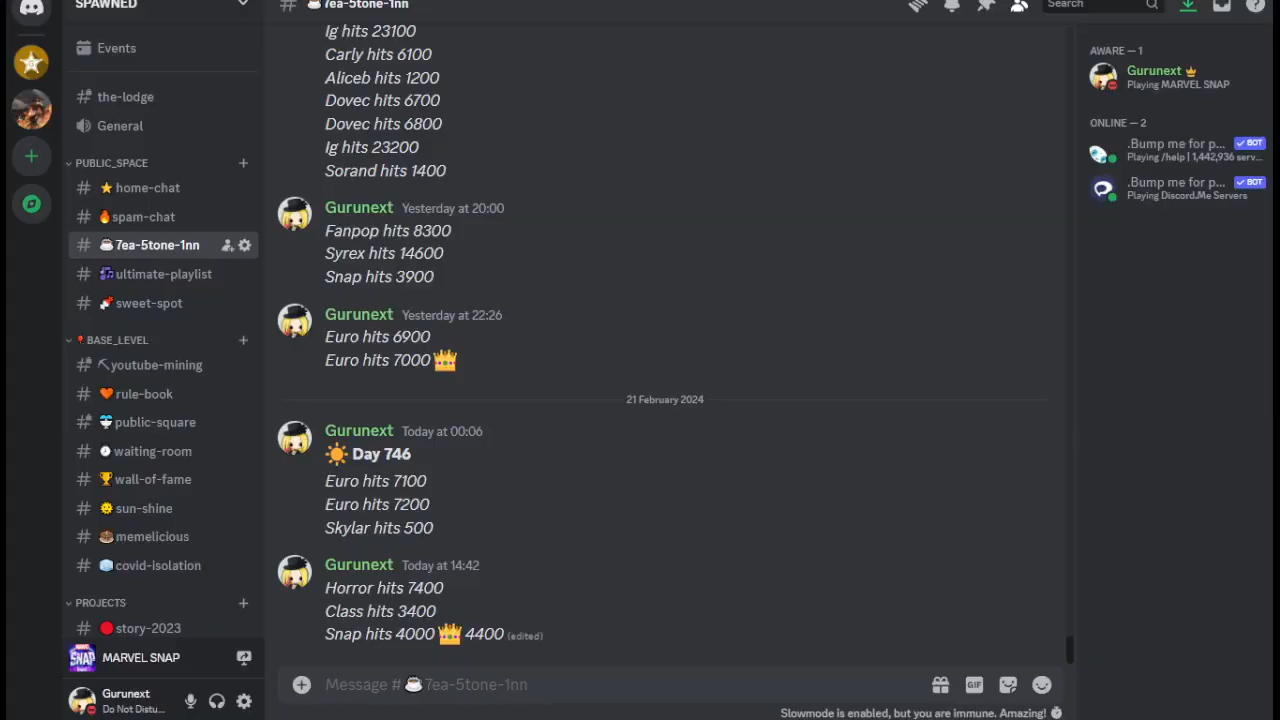 SPAWNED
Events
the-lodge
General
PUBLIC_SPACE
home-chat
spam-chat
7ea-5tone-1nn
ultimate-playlist
sweet-spot
BASE_LEVEL
youtube-mining
rule-book
public-square
waiting-room
wall-of-fame
sun-shine
memelicious
covid-isolation
PROJECTS
story-2023
SNAP
MARVEL SNAP
Gurunext
Do Not Distu...
7ea-5tone-1nn
Search
Ig hits 23100
Carly hits 6100
Aliceb hits 1200
Dovec hits 6700
Dovec hits 6800
Ig hits 23200
Sorand hits 1400
Gurunext Yesterday at 20:00
Fanpop hits 8300
Syrex hits 14600
Snap hits 3900
Gurunext Yesterday at 22:26
Euro hits 6900
Euro hits 7000
21 February 2024
Gurunext Today at 00:06
Day 746
Euro hits 7100
Euro hits 7200
Skylar hits 500
Gurunext Today at 14:42
Horror hits 7400
Class hits 3400
Snap hits 4000 4400 (edited)
Message # 7ea-5tone-1nn
GIF
Slowmode is enabled, but you are immune. Amazing!
AWARE — 1
Gurunext
Playing MARVEL SNAP
ONLINE — 2
.Bump me for p... BOT
Playing /help | 1,442,936 serv...
.Bump me for p... BOT
Playing Discord.Me Servers